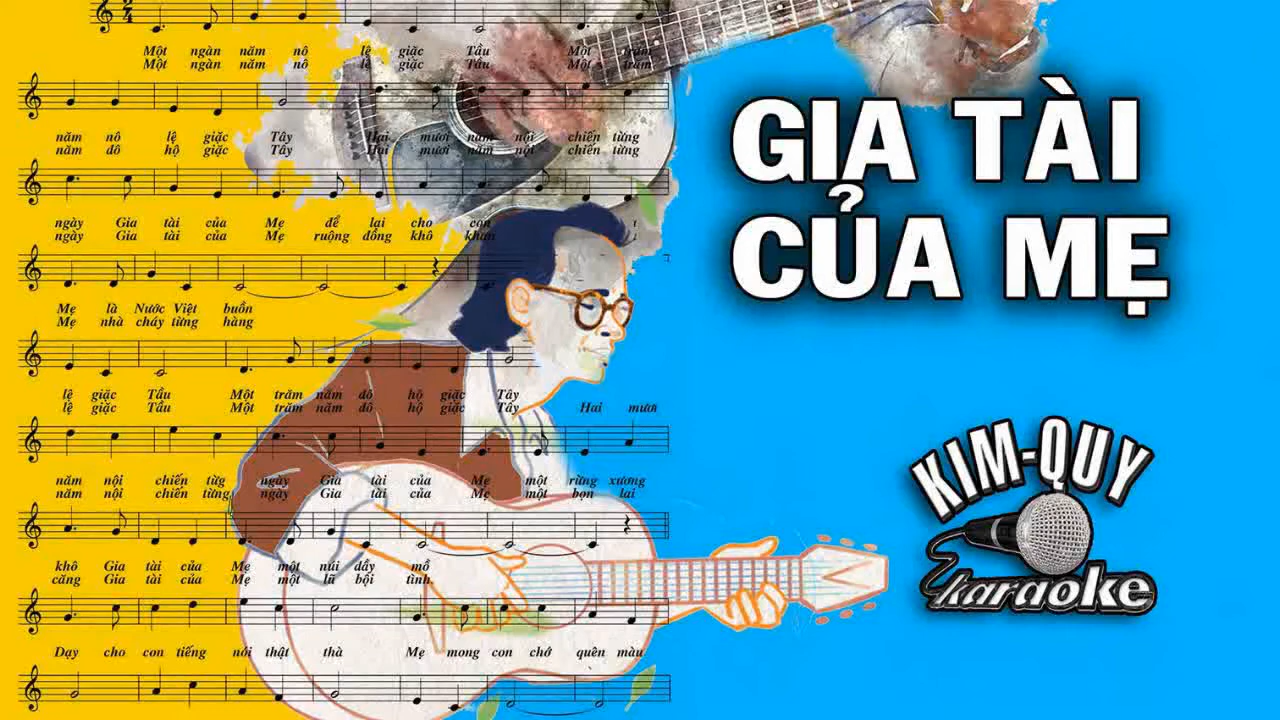 Một ngàn năm nô lệ giặc Tầu Một trăm
Một ngàn năm nô lệ giặc Tầu Một trăm
năm nô lệ giặc Tây Hai mươi năm nội chiến từng
năm đô hộ giặc Tây Hai mươi năm nội chiến từng
ngày Gia tài của Mẹ để lại cho con
ngày Gia tài của Mẹ ruộng đồng khô khan
Mẹ là Nước Việt buồn
Mẹ nhà cháy từng hàng
lệ giặc Tầu Một trăm năm đô hộ giặc Tây
lệ giặc Tầu Một trăm năm đô hộ giặc Tây Hai mươi
năm nội chiến từg ngày Gia tài của Mẹ một rừng xương
năm nội chiến từng ngày Gia tài của Mẹ một bọn lai
khô Gia tài của Mẹ một núi đầy mồ
căng Gia tài của Mẹ một lũ bội tình.
Dạy cho con tiếng nói thật thà Mẹ mong con chớ quên màu
GIA TÀI
CỦA MẸ
KIM-QUY
karaoke